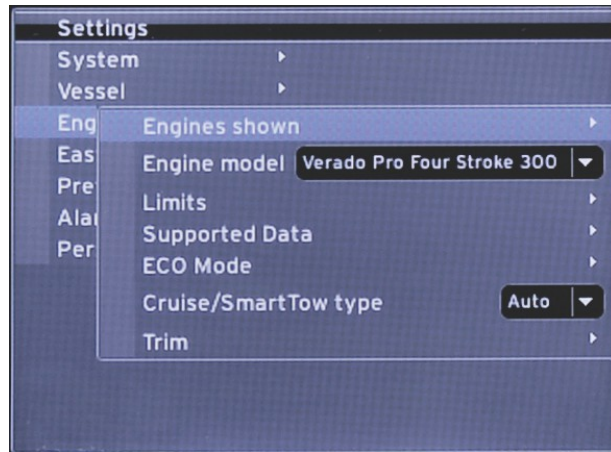 Settings
System
Vessel
Eng
Eas
Pre
Ala
Per
Engines shown
Engine model Verado Pro Four Stroke 300
Limits
Supported Data
ECO Mode
Cruise/SmartTow type Auto
Trim